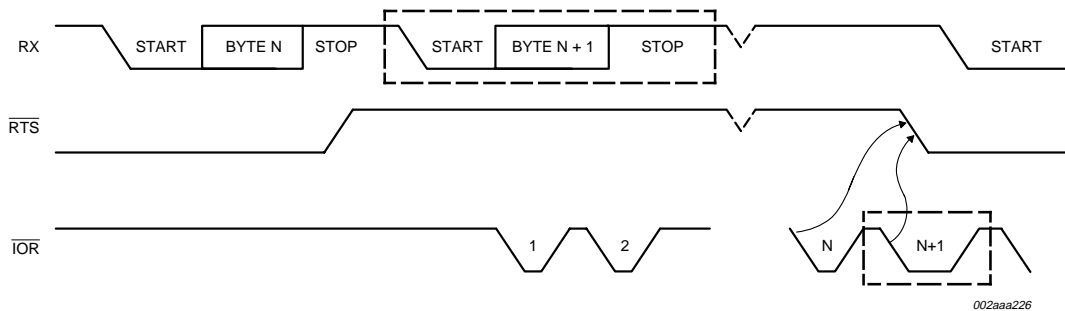 RX START BYTE N STOP START BYTE N + 1 STOP START
RTS
IOR 1 2 N N+1
002aaa226